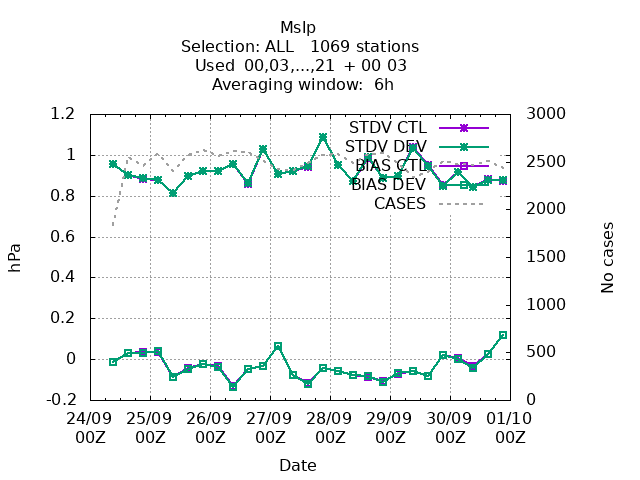 Mslp
Selection: ALL   1069 stations
Used  00,03,...,21  + 00 03
Averaging window:  6h
1.2
1
0.8
0.6
0.4
0.2
0
-0.2
3000
2500
2000
1500
1000
500
0
hPa
No cases
STDV CTL
STDV DEV
BIAS CTL
BIAS DEV
CASES
24/09 25/09 26/09 27/09 28/09 29/09 30/09 01/10
00Z 00Z 00Z 00Z 00Z 00Z 00Z 00Z
Date